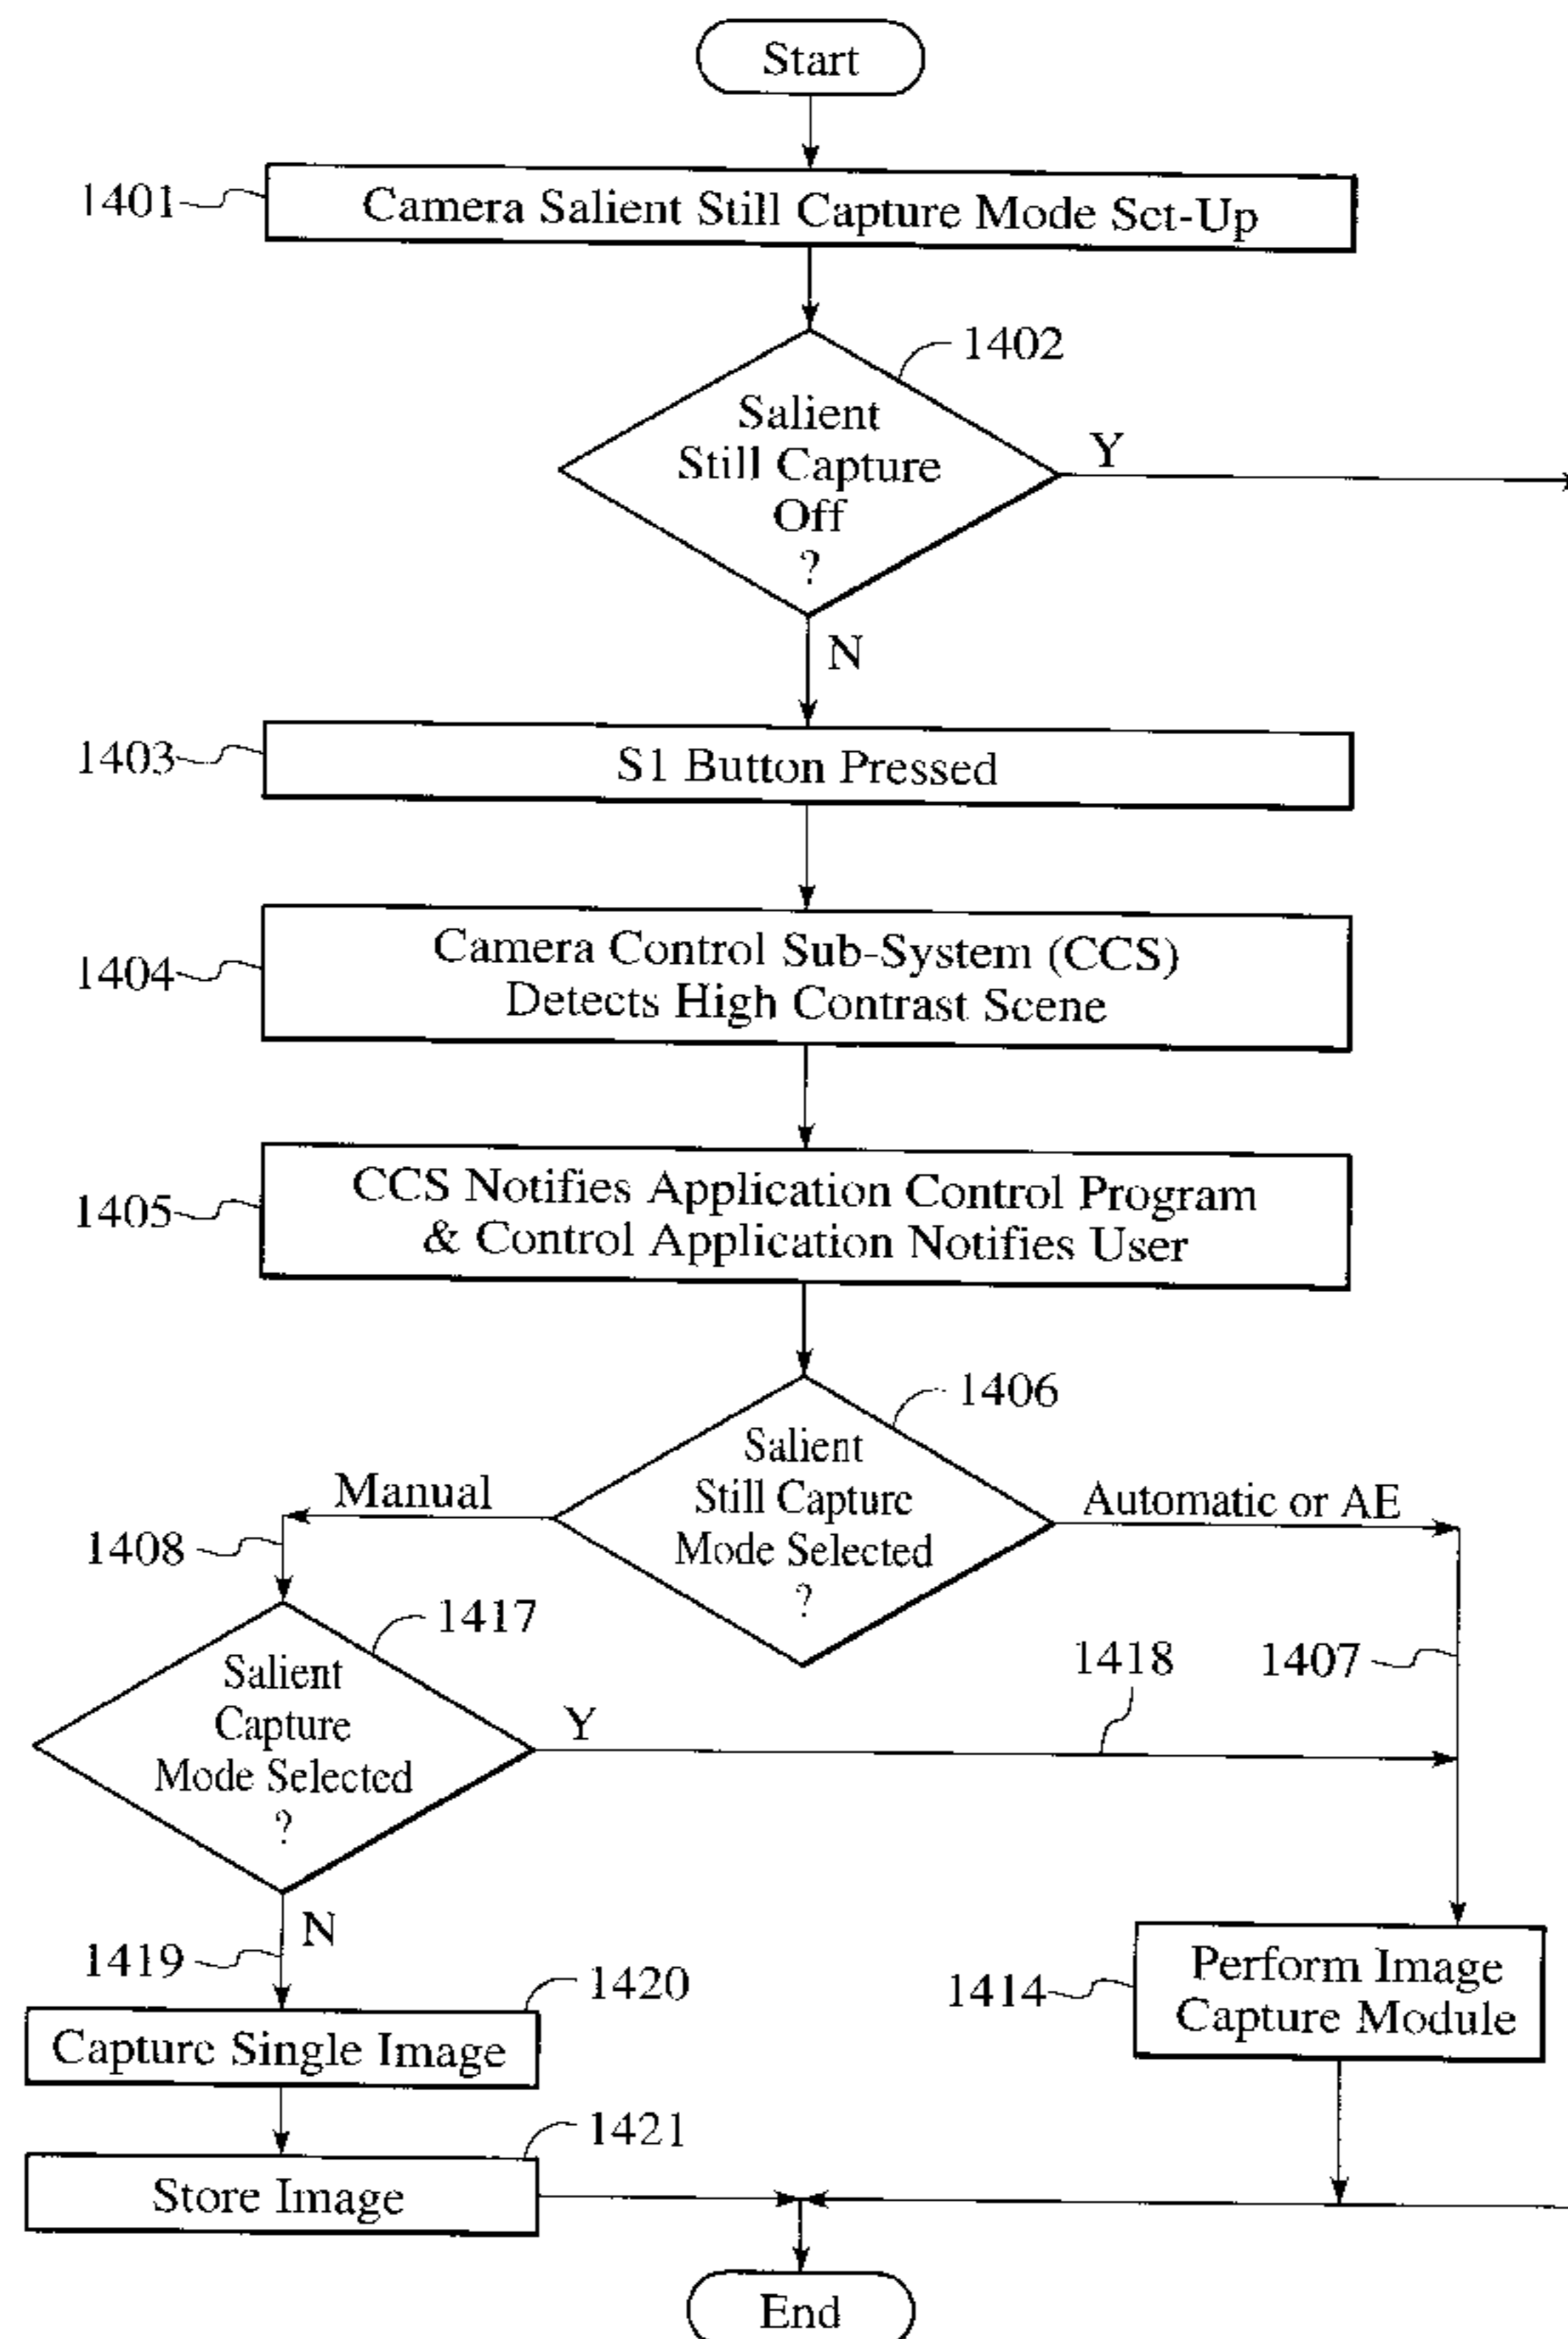 Start
1401
Camera Salient Still Capture Mode Set-Up
1402
Salient
Still Capture
Off
?
Y
N
1403
S1 Button Pressed
1404
Camera Control Sub-System (CCS)
Detects High Contrast Scene
1405
CCS Notifies Application Control Program
& Control Application Notifies User
1406
Salient
Still Capture
Mode Selected
?
Manual
Automatic or AE
1408
1417
Salient
Capture
Mode Selected
?
Y
1418
1407
N
1419
1420
Capture Single Image
1414
Perform Image
Capture Module
1421
Store Image
End